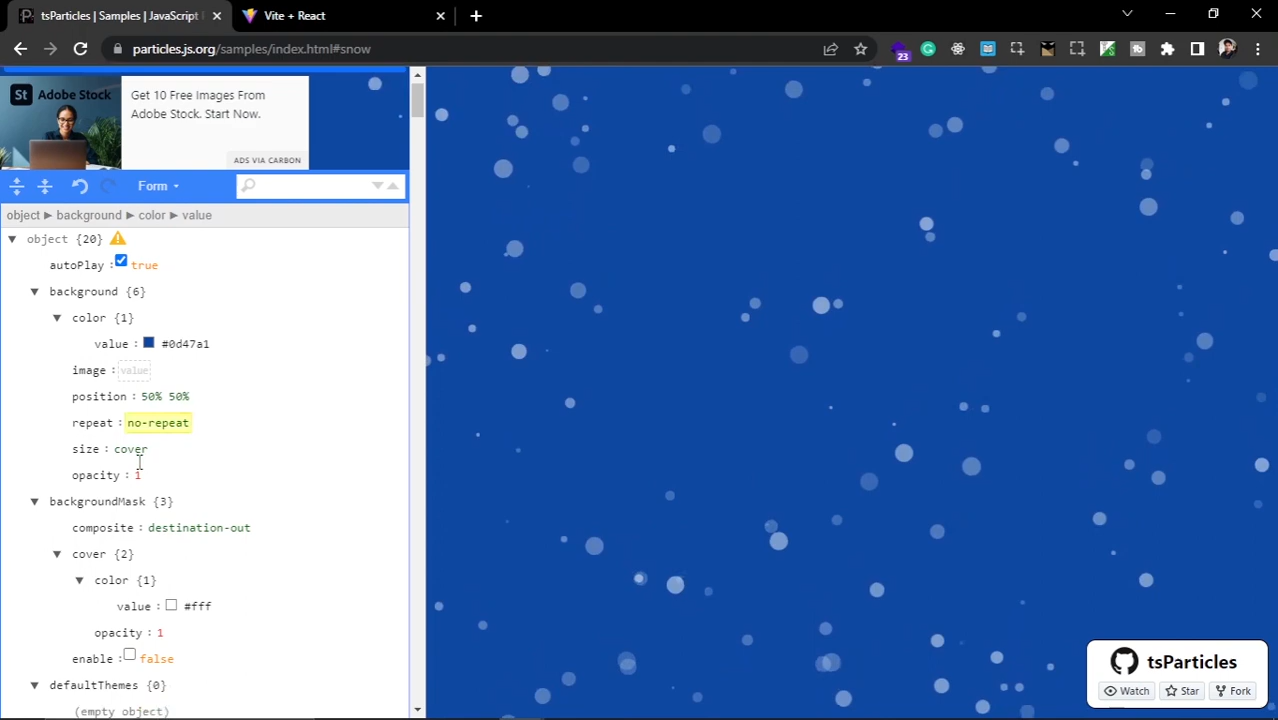 tsParticles | Samples | JavaScript
Vite + React
particles.js.org/samples/index.html#snow
23
St Adobe Stock
Get 10 Free Images From
Adobe Stock. Start Now.
ADS VIA CARBON
Form
object ► background ► color ► value
object {20}
autoPlay : true
background {6}
color {1}
value : #0d47a1
image : value
position : 50% 50%
repeat : no-repeat
size : cover
opacity : 1
backgroundMask {3}
composite : destination-out
cover {2}
color {1}
value : #fff
opacity : 1
enable : false
defaultThemes {0}
(empty object)
tsParticles
Watch
Star
Fork